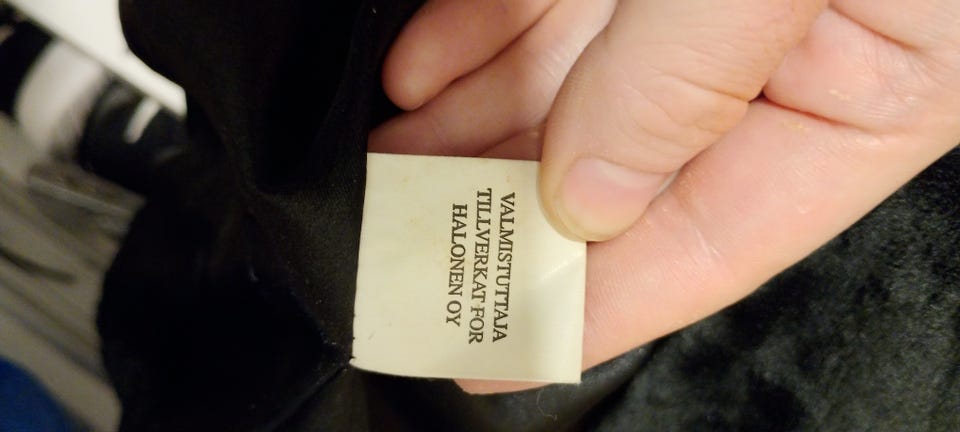 VALMISTUTTAJA
TILLVERKAT FOR
HALONEN OY